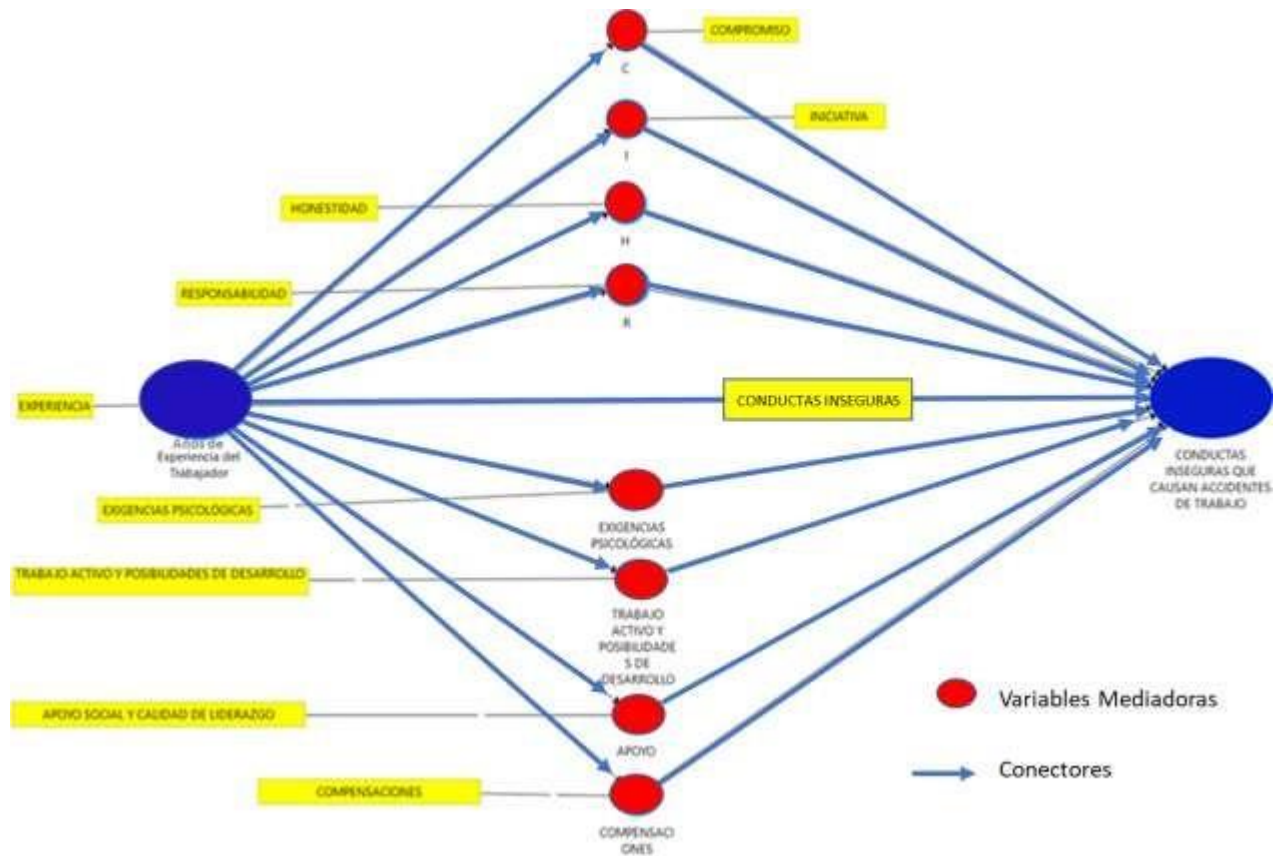 COMPROMISO
C
INICIATIVA
I
HONESTIDAD
H
RESPONSABILIDAD
R
EXPERIENCIA
Años de
Experiencia del
Trabajador
CONDUCTAS INSEGURAS
CONDUCTAS
INSEGURAS QUE
CAUSAN ACCIDENTES
DE TRABAJO
EXIGENCIAS PSICOLÓGICAS
EXIGENCIAS
PSICOLÓGICAS
TRABAJO ACTIVO Y POSIBILIDADES DE DESARROLLO
TRABAJO
ACTIVO Y
POSIBILIDADE
S DE
DESARROLLO
APOYO SOCIAL Y CALIDAD DE LIDERAZGO
APOYO
COMPENSACIONES
COMPENSACI
ONES
Variables Mediadoras
Conectores